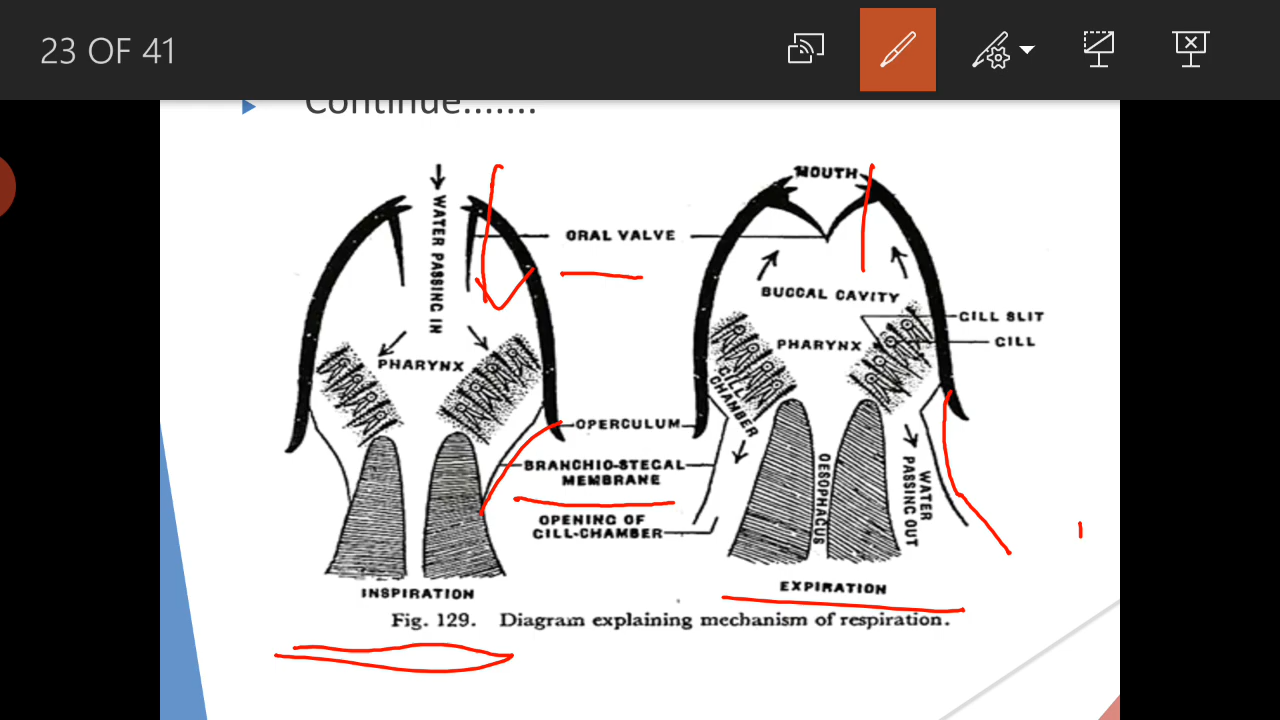 23 OF 41
Continue.......
WATER PASSING IN
MOUTH
ORAL VALVE
BUCCAL CAVITY
GILL SLIT
GILL
PHARYNX
PHARYNX
GILL CHAMBER
OPERCULUM
BRANCHIO-STEGAL
MEMBRANE
OPENING OF
GILL-CHAMBER
OESOPHAGUS
WATER
PASSING OUT
INSPIRATION
EXPIRATION
Fig. 129. Diagram explaining mechanism of respiration.